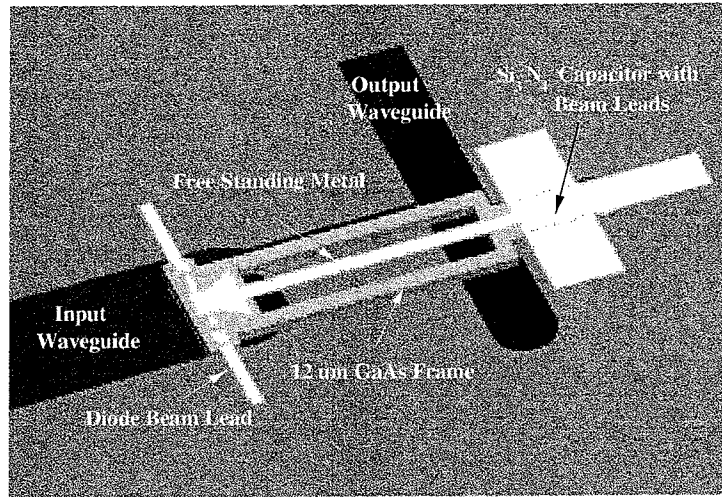 Output
Waveguide
Si3N4 Capacitor with
Beam Leads
Free Standing Metal
Input
Waveguide
12 um GaAs Frame
Diode Beam Lead